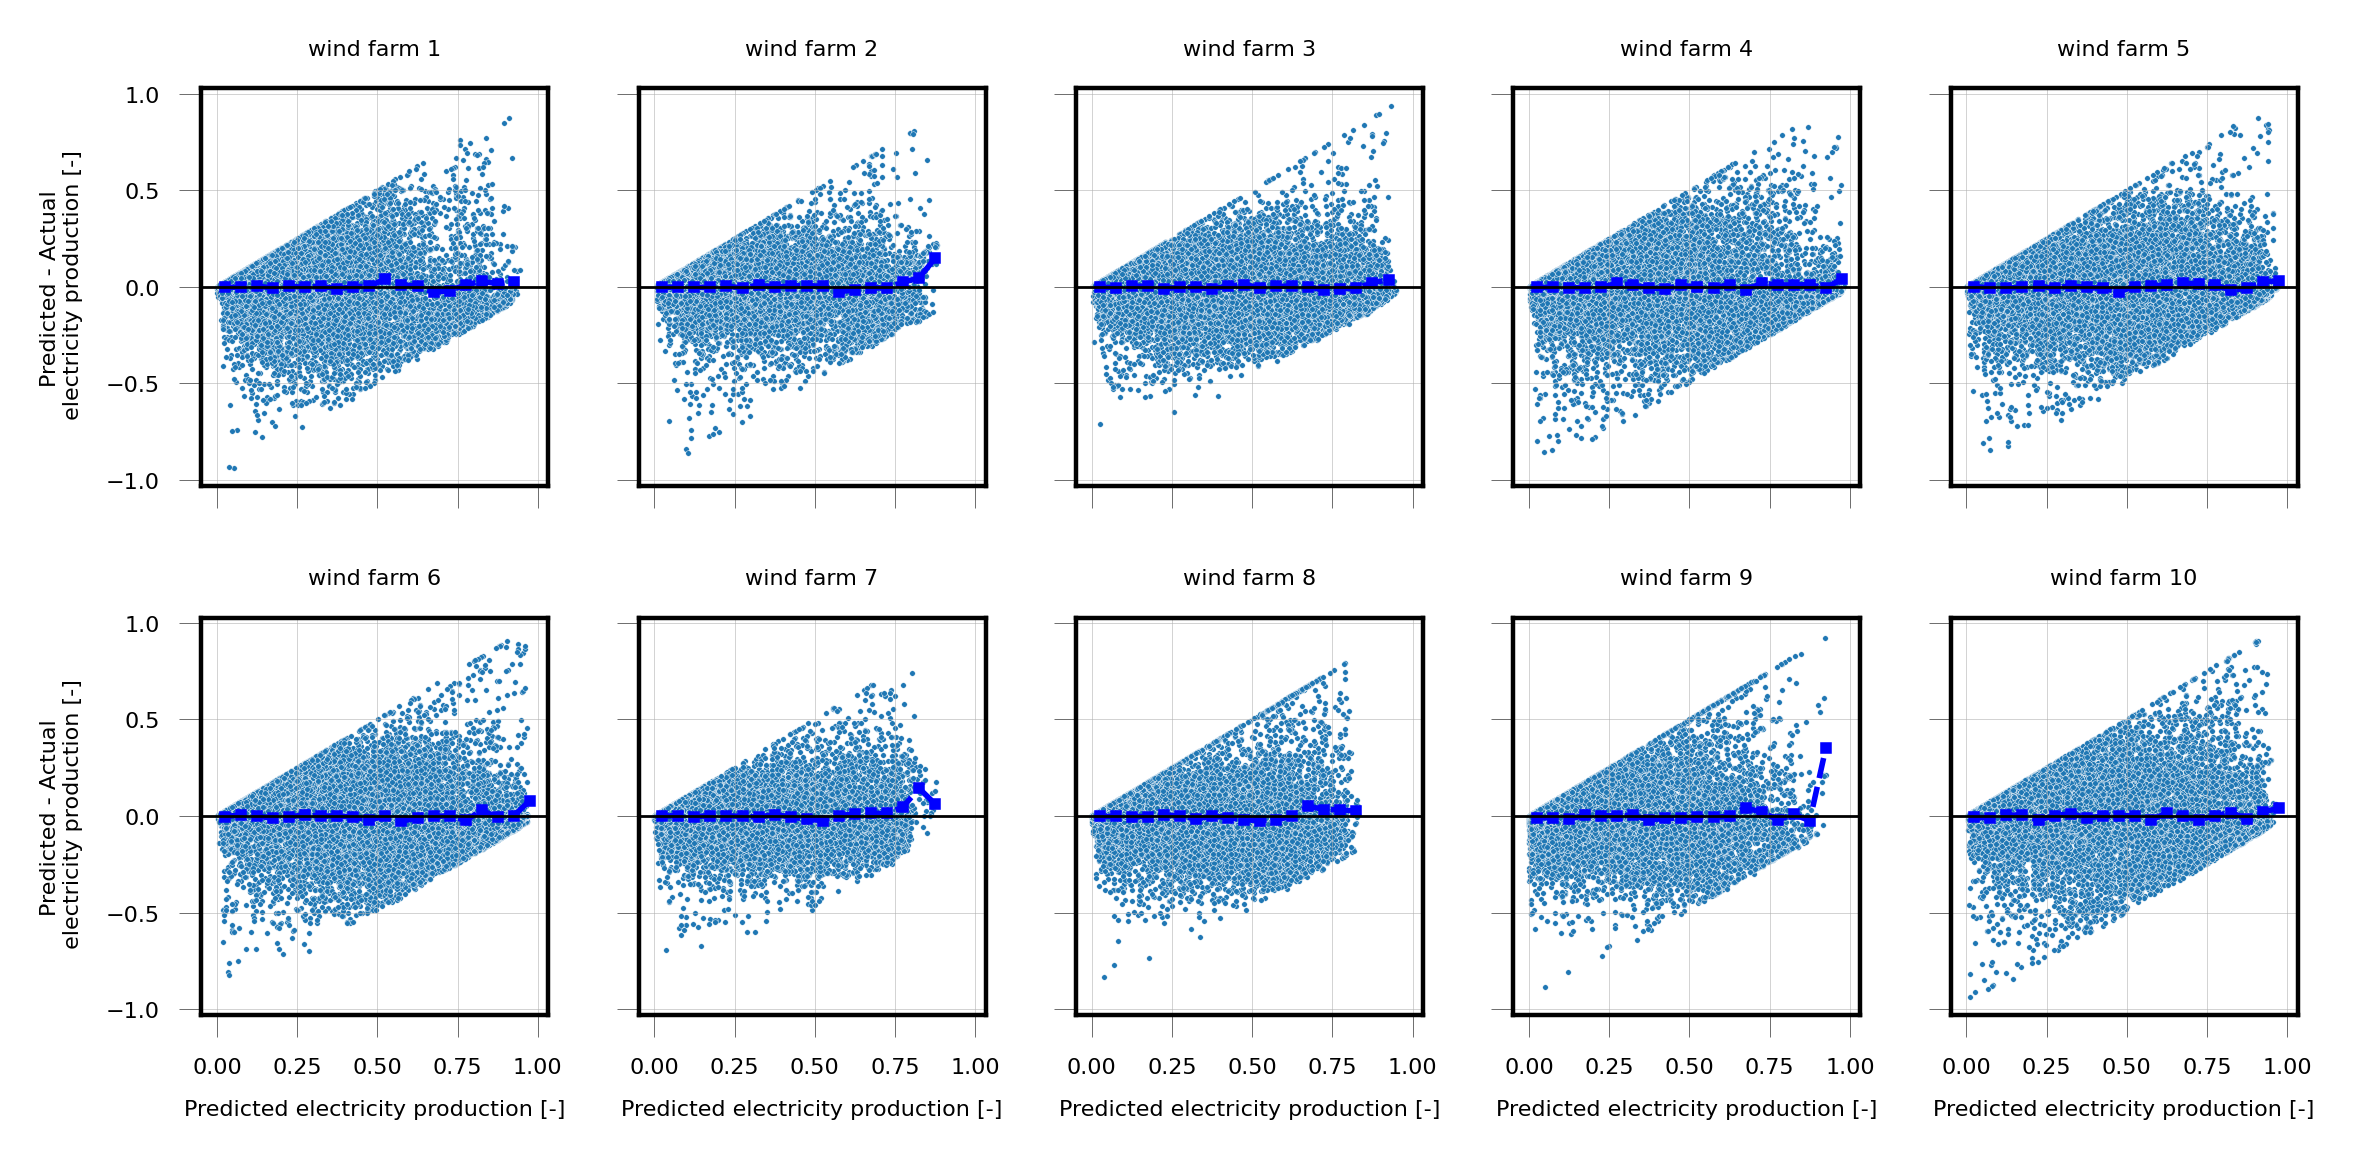 wind farm 1
wind farm 2
wind farm 3
wind farm 4
wind farm 5
1.0
0.5
0.0
−0.5
−1.0
Predicted - Actual
electricity production [-]
wind farm 6
wind farm 7
wind farm 8
wind farm 9
wind farm 10
1.0
0.5
0.0
−0.5
−1.0
Predicted - Actual
electricity production [-]
0.00 0.25 0.50 0.75 1.00
0.00 0.25 0.50 0.75 1.00
0.00 0.25 0.50 0.75 1.00
0.00 0.25 0.50 0.75 1.00
0.00 0.25 0.50 0.75 1.00
Predicted electricity production [-]
Predicted electricity production [-]
Predicted electricity production [-]
Predicted electricity production [-]
Predicted electricity production [-]